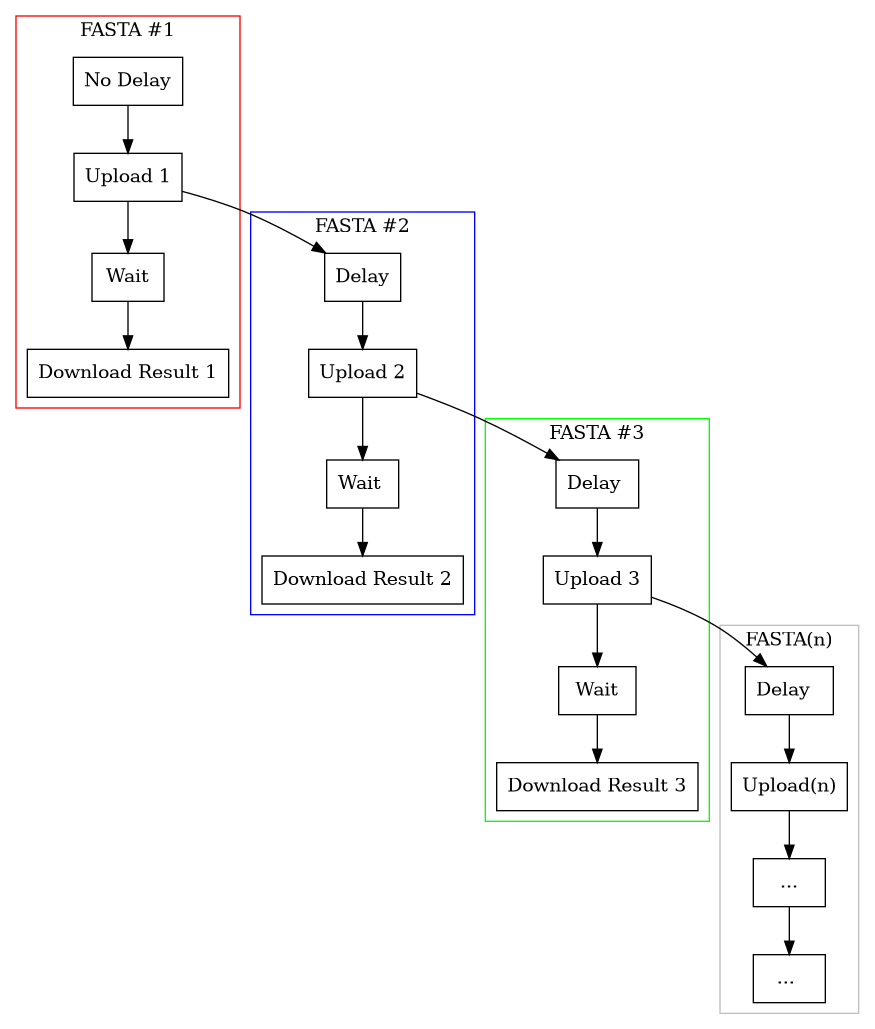 FASTA #1
No Delay
Upload 1
Wait
Download Result 1
FASTA #2
Delay
Upload 2
Wait
Download Result 2
FASTA #3
Delay
Upload 3
Wait
Download Result 3
FASTA(n)
Delay
Upload(n)
...
...